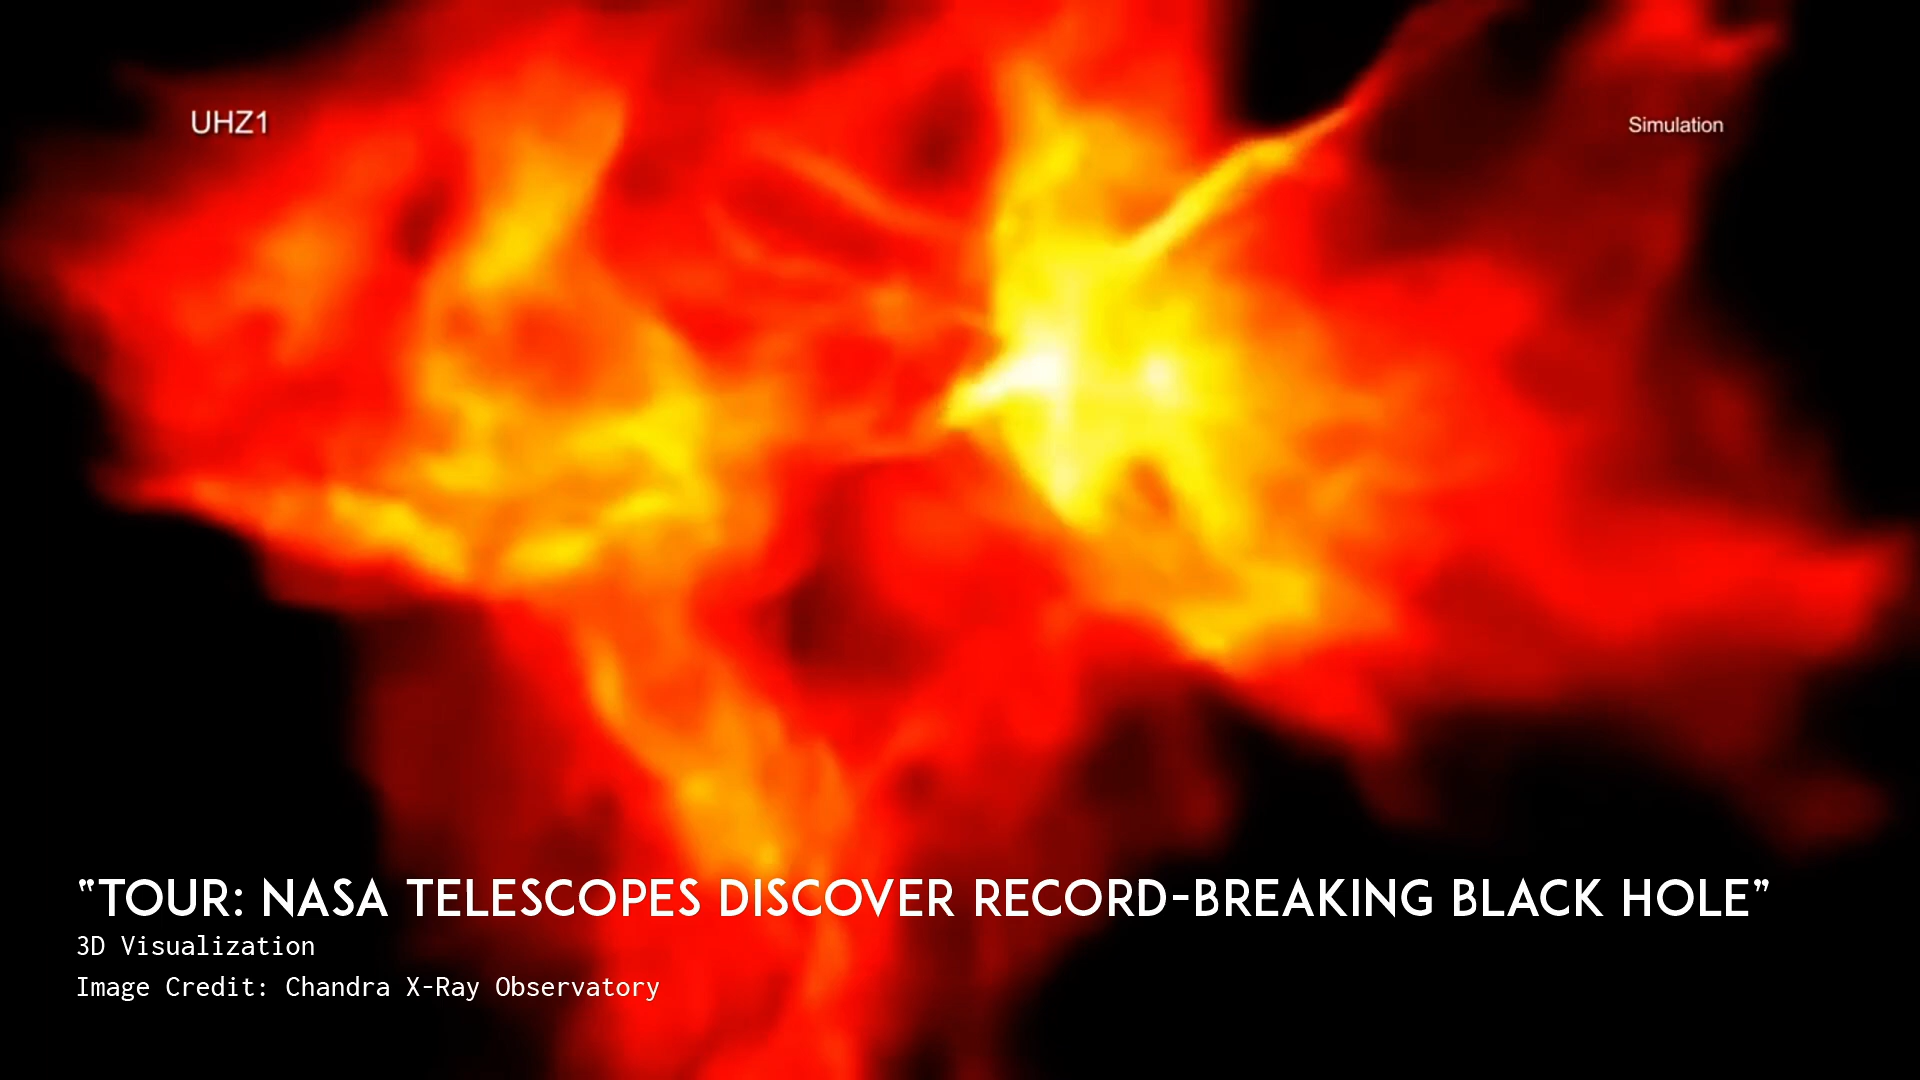 UHZ1
Simulation
"TOUR: NASA TELESCOPES DISCOVER RECORD-BREAKING BLACK HOLE"
3D Visualization
Image Credit: Chandra X-Ray Observatory